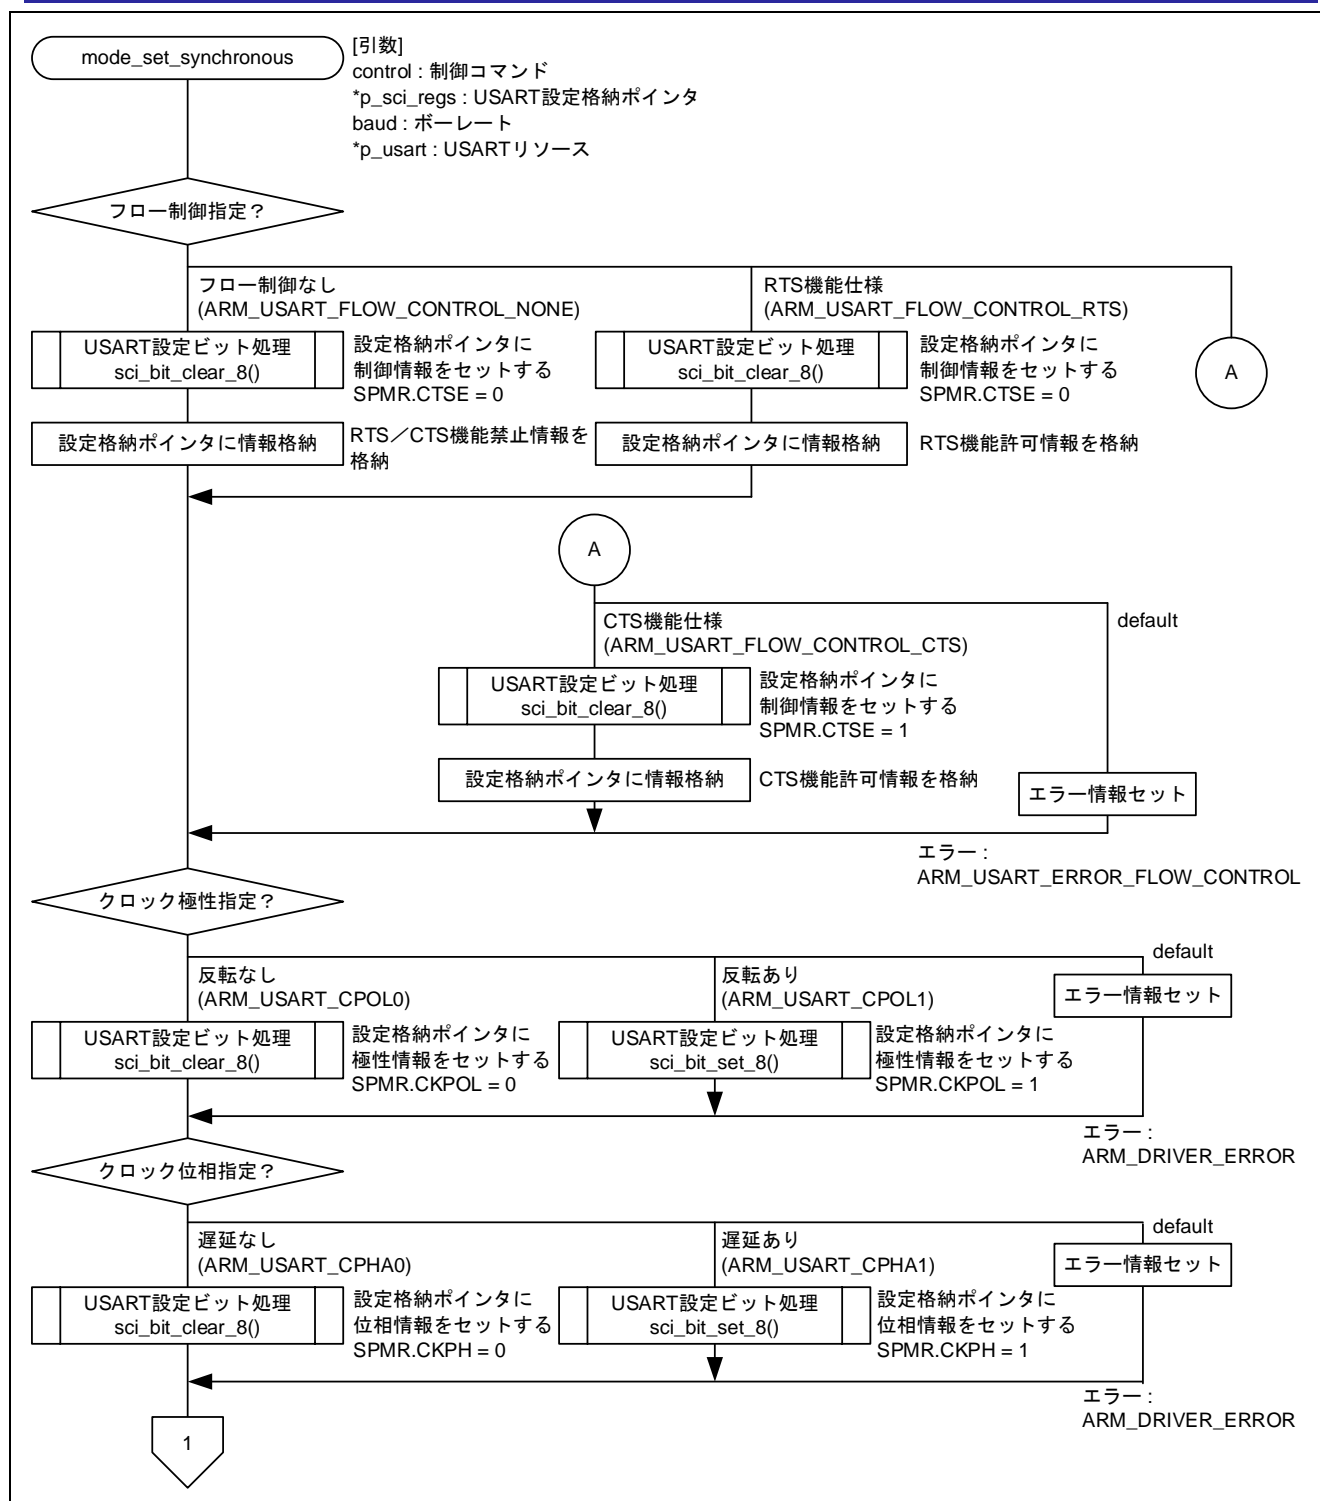 mode_set_synchronous
[引数]
control : 制御コマンド
*p_sci_regs : USART設定格納ポインタ
baud : ボーレート
*p_usart : USARTリソース
フロー制御指定？
フロー制御なし
(ARM_USART_FLOW_CONTROL_NONE)
RTS機能仕様
(ARM_USART_FLOW_CONTROL_RTS)
USART設定ビット処理
sci_bit_clear_8()
設定格納ポインタに
制御情報をセットする
SPMR.CTSE = 0
USART設定ビット処理
sci_bit_clear_8()
設定格納ポインタに
制御情報をセットする
SPMR.CTSE = 0
A
設定格納ポインタに情報格納
RTS／CTS機能禁止情報を
格納
設定格納ポインタに情報格納
RTS機能許可情報を格納
A
CTS機能仕様
(ARM_USART_FLOW_CONTROL_CTS)
default
USART設定ビット処理
sci_bit_clear_8()
設定格納ポインタに
制御情報をセットする
SPMR.CTSE = 1
設定格納ポインタに情報格納
CTS機能許可情報を格納
エラー情報セット
エラー :
ARM_USART_ERROR_FLOW_CONTROL
クロック極性指定？
反転なし
(ARM_USART_CPOL0)
反転あり
(ARM_USART_CPOL1)
default
エラー情報セット
USART設定ビット処理
sci_bit_clear_8()
設定格納ポインタに
極性情報をセットする
SPMR.CKPOL = 0
USART設定ビット処理
sci_bit_set_8()
設定格納ポインタに
極性情報をセットする
SPMR.CKPOL = 1
エラー :
ARM_DRIVER_ERROR
クロック位相指定？
遅延なし
(ARM_USART_CPHA0)
遅延あり
(ARM_USART_CPHA1)
default
エラー情報セット
USART設定ビット処理
sci_bit_clear_8()
設定格納ポインタに
位相情報をセットする
SPMR.CKPH = 0
USART設定ビット処理
sci_bit_set_8()
設定格納ポインタに
位相情報をセットする
SPMR.CKPH = 1
エラー :
ARM_DRIVER_ERROR
1